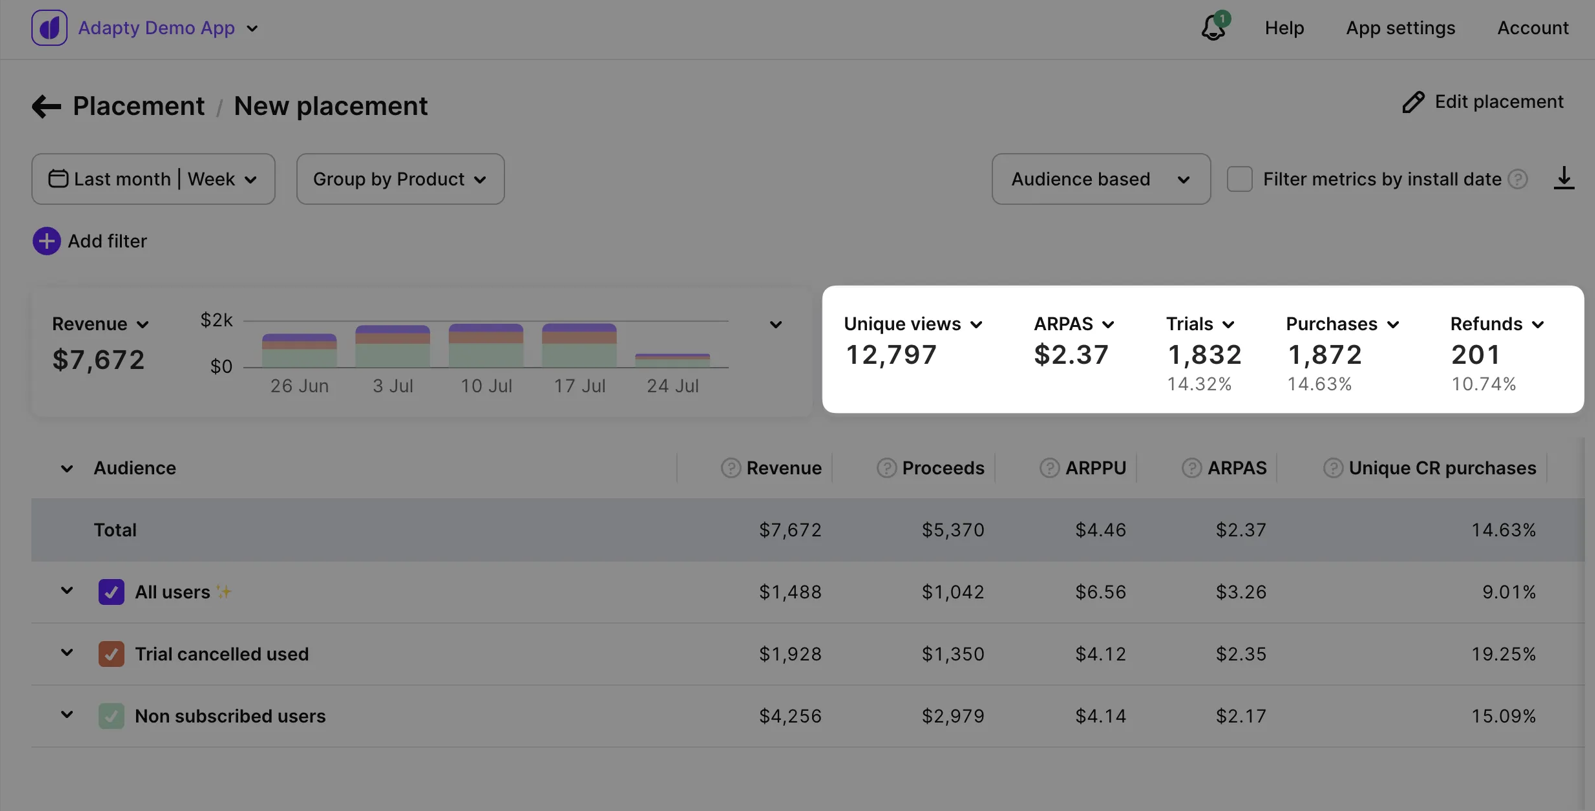 Adapty Demo App
1
Help
App settings
Account
Placement / New placement
Edit placement
Last month | Week
Group by Product
Audience based
Filter metrics by install date ?
Add filter
Revenue
$7,672
$2k
$0
26 Jun
3 Jul
10 Jul
17 Jul
24 Jul
Unique views
12,797
ARPAS
$2.37
Trials
1,832
14.32%
Purchases
1,872
14.63%
Refunds
201
10.74%
Audience ? Revenue ? Proceeds ? ARPPU ? ARPAS ? Unique CR purchases
Total $7,672 $5,370 $4.46 $2.37 14.63%
All users ✨ $1,488 $1,042 $6.56 $3.26 9.01%
Trial cancelled used $1,928 $1,350 $4.12 $2.35 19.25%
Non subscribed users $4,256 $2,979 $4.14 $2.17 15.09%